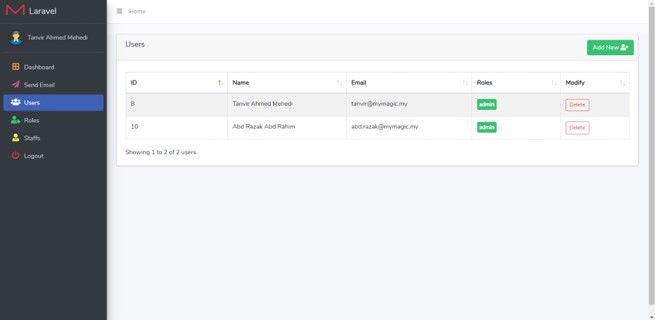 Laravel
Home
Tanvir Ahmed Mehedi
Dashboard
Send Email
Users
Roles
Staffs
Logout
Users
Add New
ID Name Email Roles Modify
8 Tanvir Ahmed Mehedi tanvir@mymagic.my admin Delete
10 Abd Razak Abd Rahim abd.razak@mymagic.my admin Delete
Showing 1 to 2 of 2 users